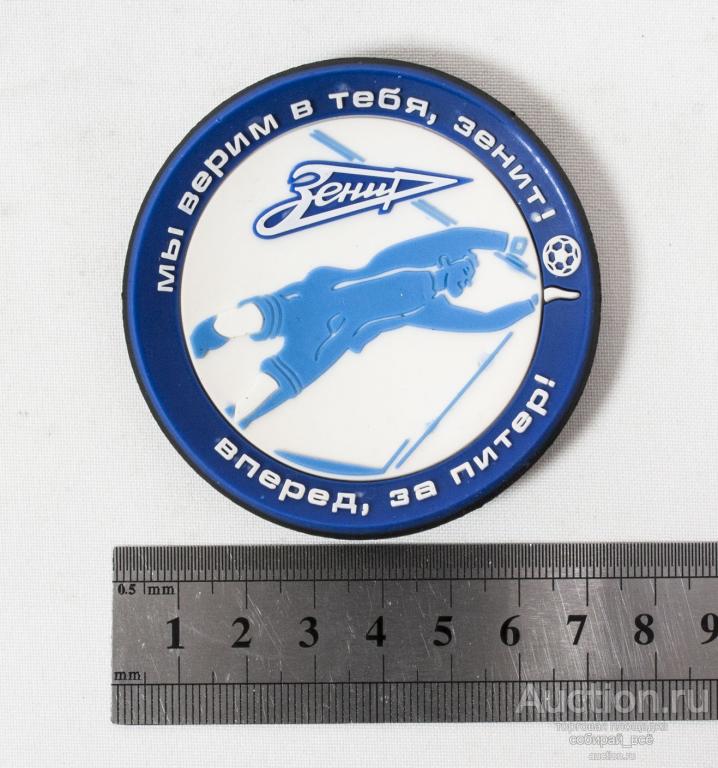 мы верим в тебя, зенит!
Зенит
вперед, за питер!
0.5 mm
1 2 3 4 5 6 7 8 9
mm
Auction.ru
торговая площадка
собирай_всё
auction.ru